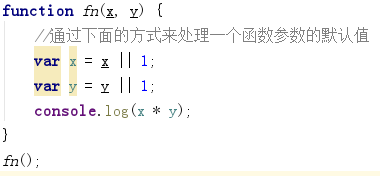 function fn(x, y) {
//通过下面的方式来处理一个函数参数的默认值
var x = x || 1;
var y = y || 1;
console.log(x * y);
}
fn();